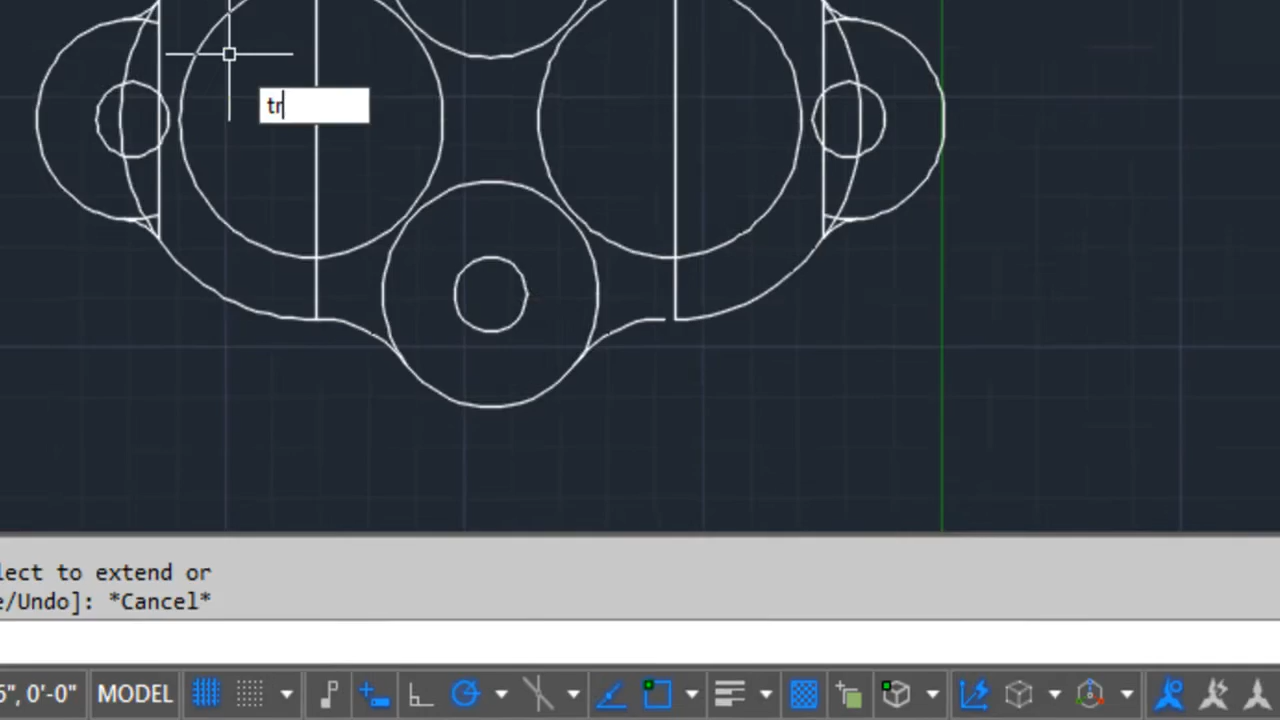 tr
lect to extend or
e/Undo]: *Cancel*
5", 0'-0" MODEL